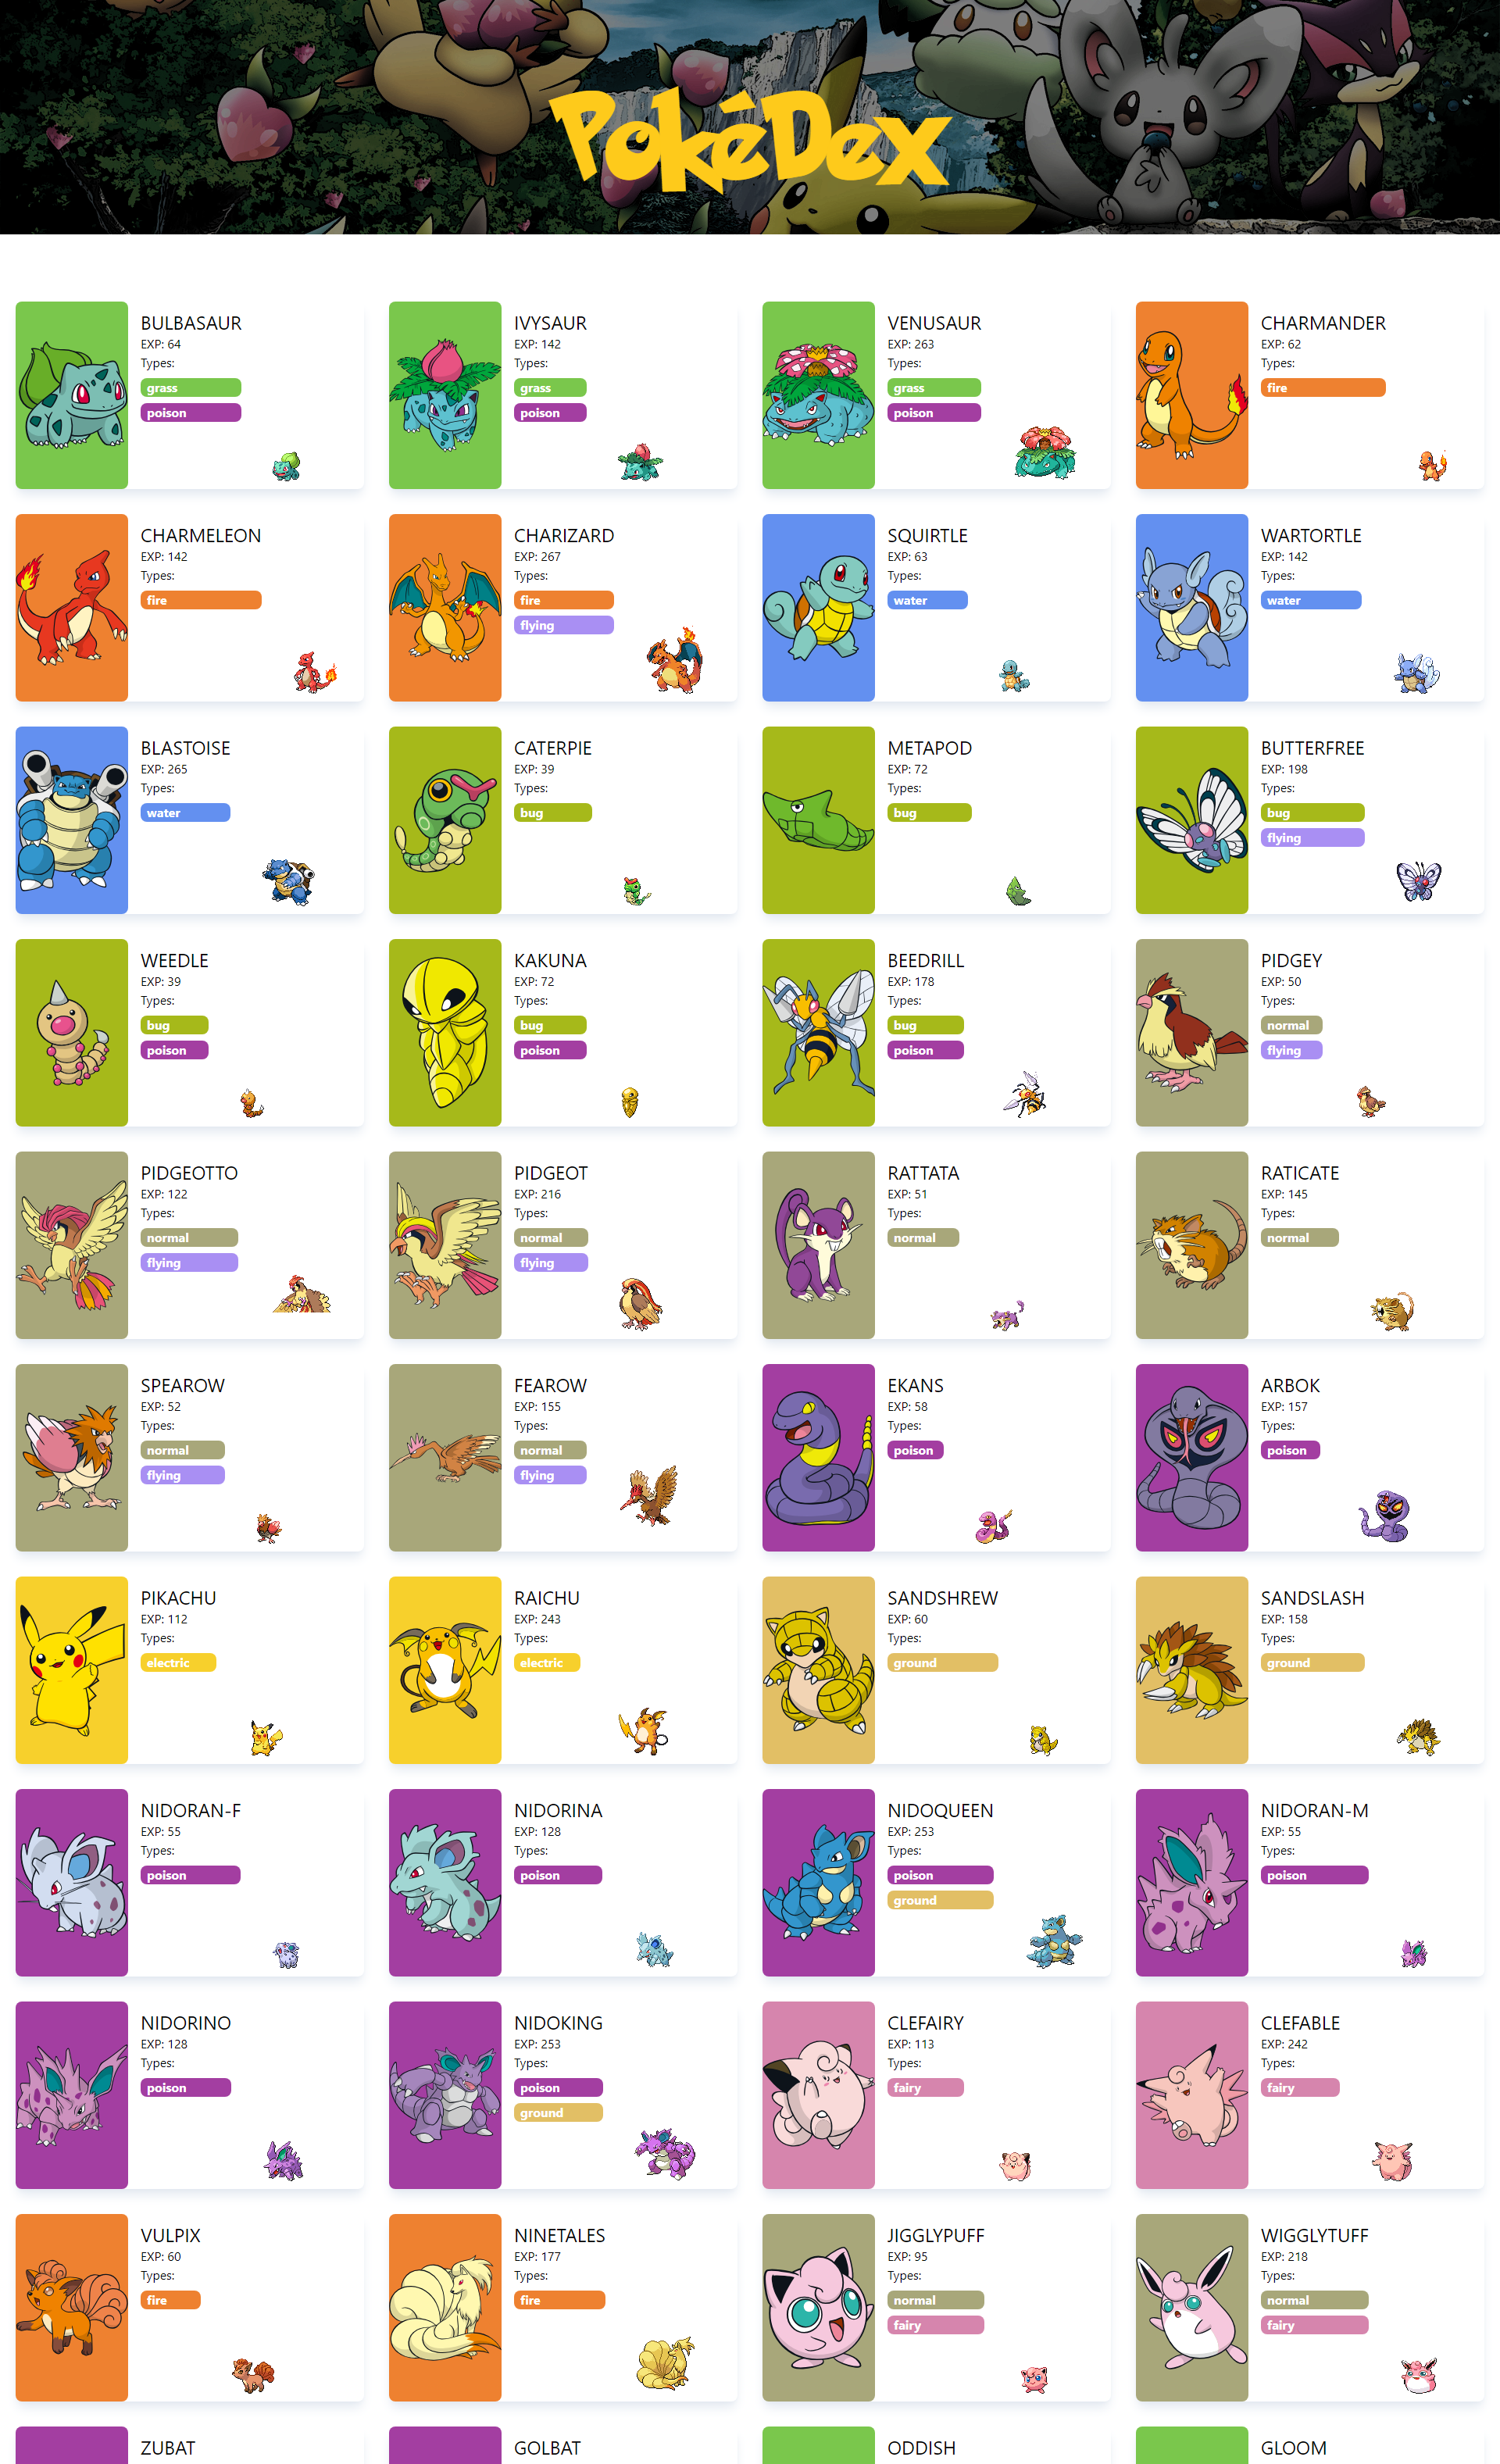 PokéDex
BULBASAUR
EXP: 64
Types:
grass
poison
IVYSAUR
EXP: 142
Types:
grass
poison
VENUSAUR
EXP: 263
Types:
grass
poison
CHARMANDER
EXP: 62
Types:
fire
CHARMELEON
EXP: 142
Types:
fire
CHARIZARD
EXP: 267
Types:
fire
flying
SQUIRTLE
EXP: 63
Types:
water
WARTORTLE
EXP: 142
Types:
water
BLASTOISE
EXP: 265
Types:
water
CATERPIE
EXP: 39
Types:
bug
METAPOD
EXP: 72
Types:
bug
BUTTERFREE
EXP: 198
Types:
bug
flying
WEEDLE
EXP: 39
Types:
bug
poison
KAKUNA
EXP: 72
Types:
bug
poison
BEEDRILL
EXP: 178
Types:
bug
poison
PIDGEY
EXP: 50
Types:
normal
flying
PIDGEOTTO
EXP: 122
Types:
normal
flying
PIDGEOT
EXP: 216
Types:
normal
flying
RATTATA
EXP: 51
Types:
normal
RATICATE
EXP: 145
Types:
normal
SPEAROW
EXP: 52
Types:
normal
flying
FEAROW
EXP: 155
Types:
normal
flying
EKANS
EXP: 58
Types:
poison
ARBOK
EXP: 157
Types:
poison
PIKACHU
EXP: 112
Types:
electric
RAICHU
EXP: 243
Types:
electric
SANDSHREW
EXP: 60
Types:
ground
SANDSLASH
EXP: 158
Types:
ground
NIDORAN-F
EXP: 55
Types:
poison
NIDORINA
EXP: 128
Types:
poison
NIDOQUEEN
EXP: 253
Types:
poison
ground
NIDORAN-M
EXP: 55
Types:
poison
NIDORINO
EXP: 128
Types:
poison
NIDOKING
EXP: 253
Types:
poison
ground
CLEFAIRY
EXP: 113
Types:
fairy
CLEFABLE
EXP: 242
Types:
fairy
VULPIX
EXP: 60
Types:
fire
NINETALES
EXP: 177
Types:
fire
JIGGLYPUFF
EXP: 95
Types:
normal
fairy
WIGGLYTUFF
EXP: 218
Types:
normal
fairy
ZUBAT
GOLBAT
ODDISH
GLOOM